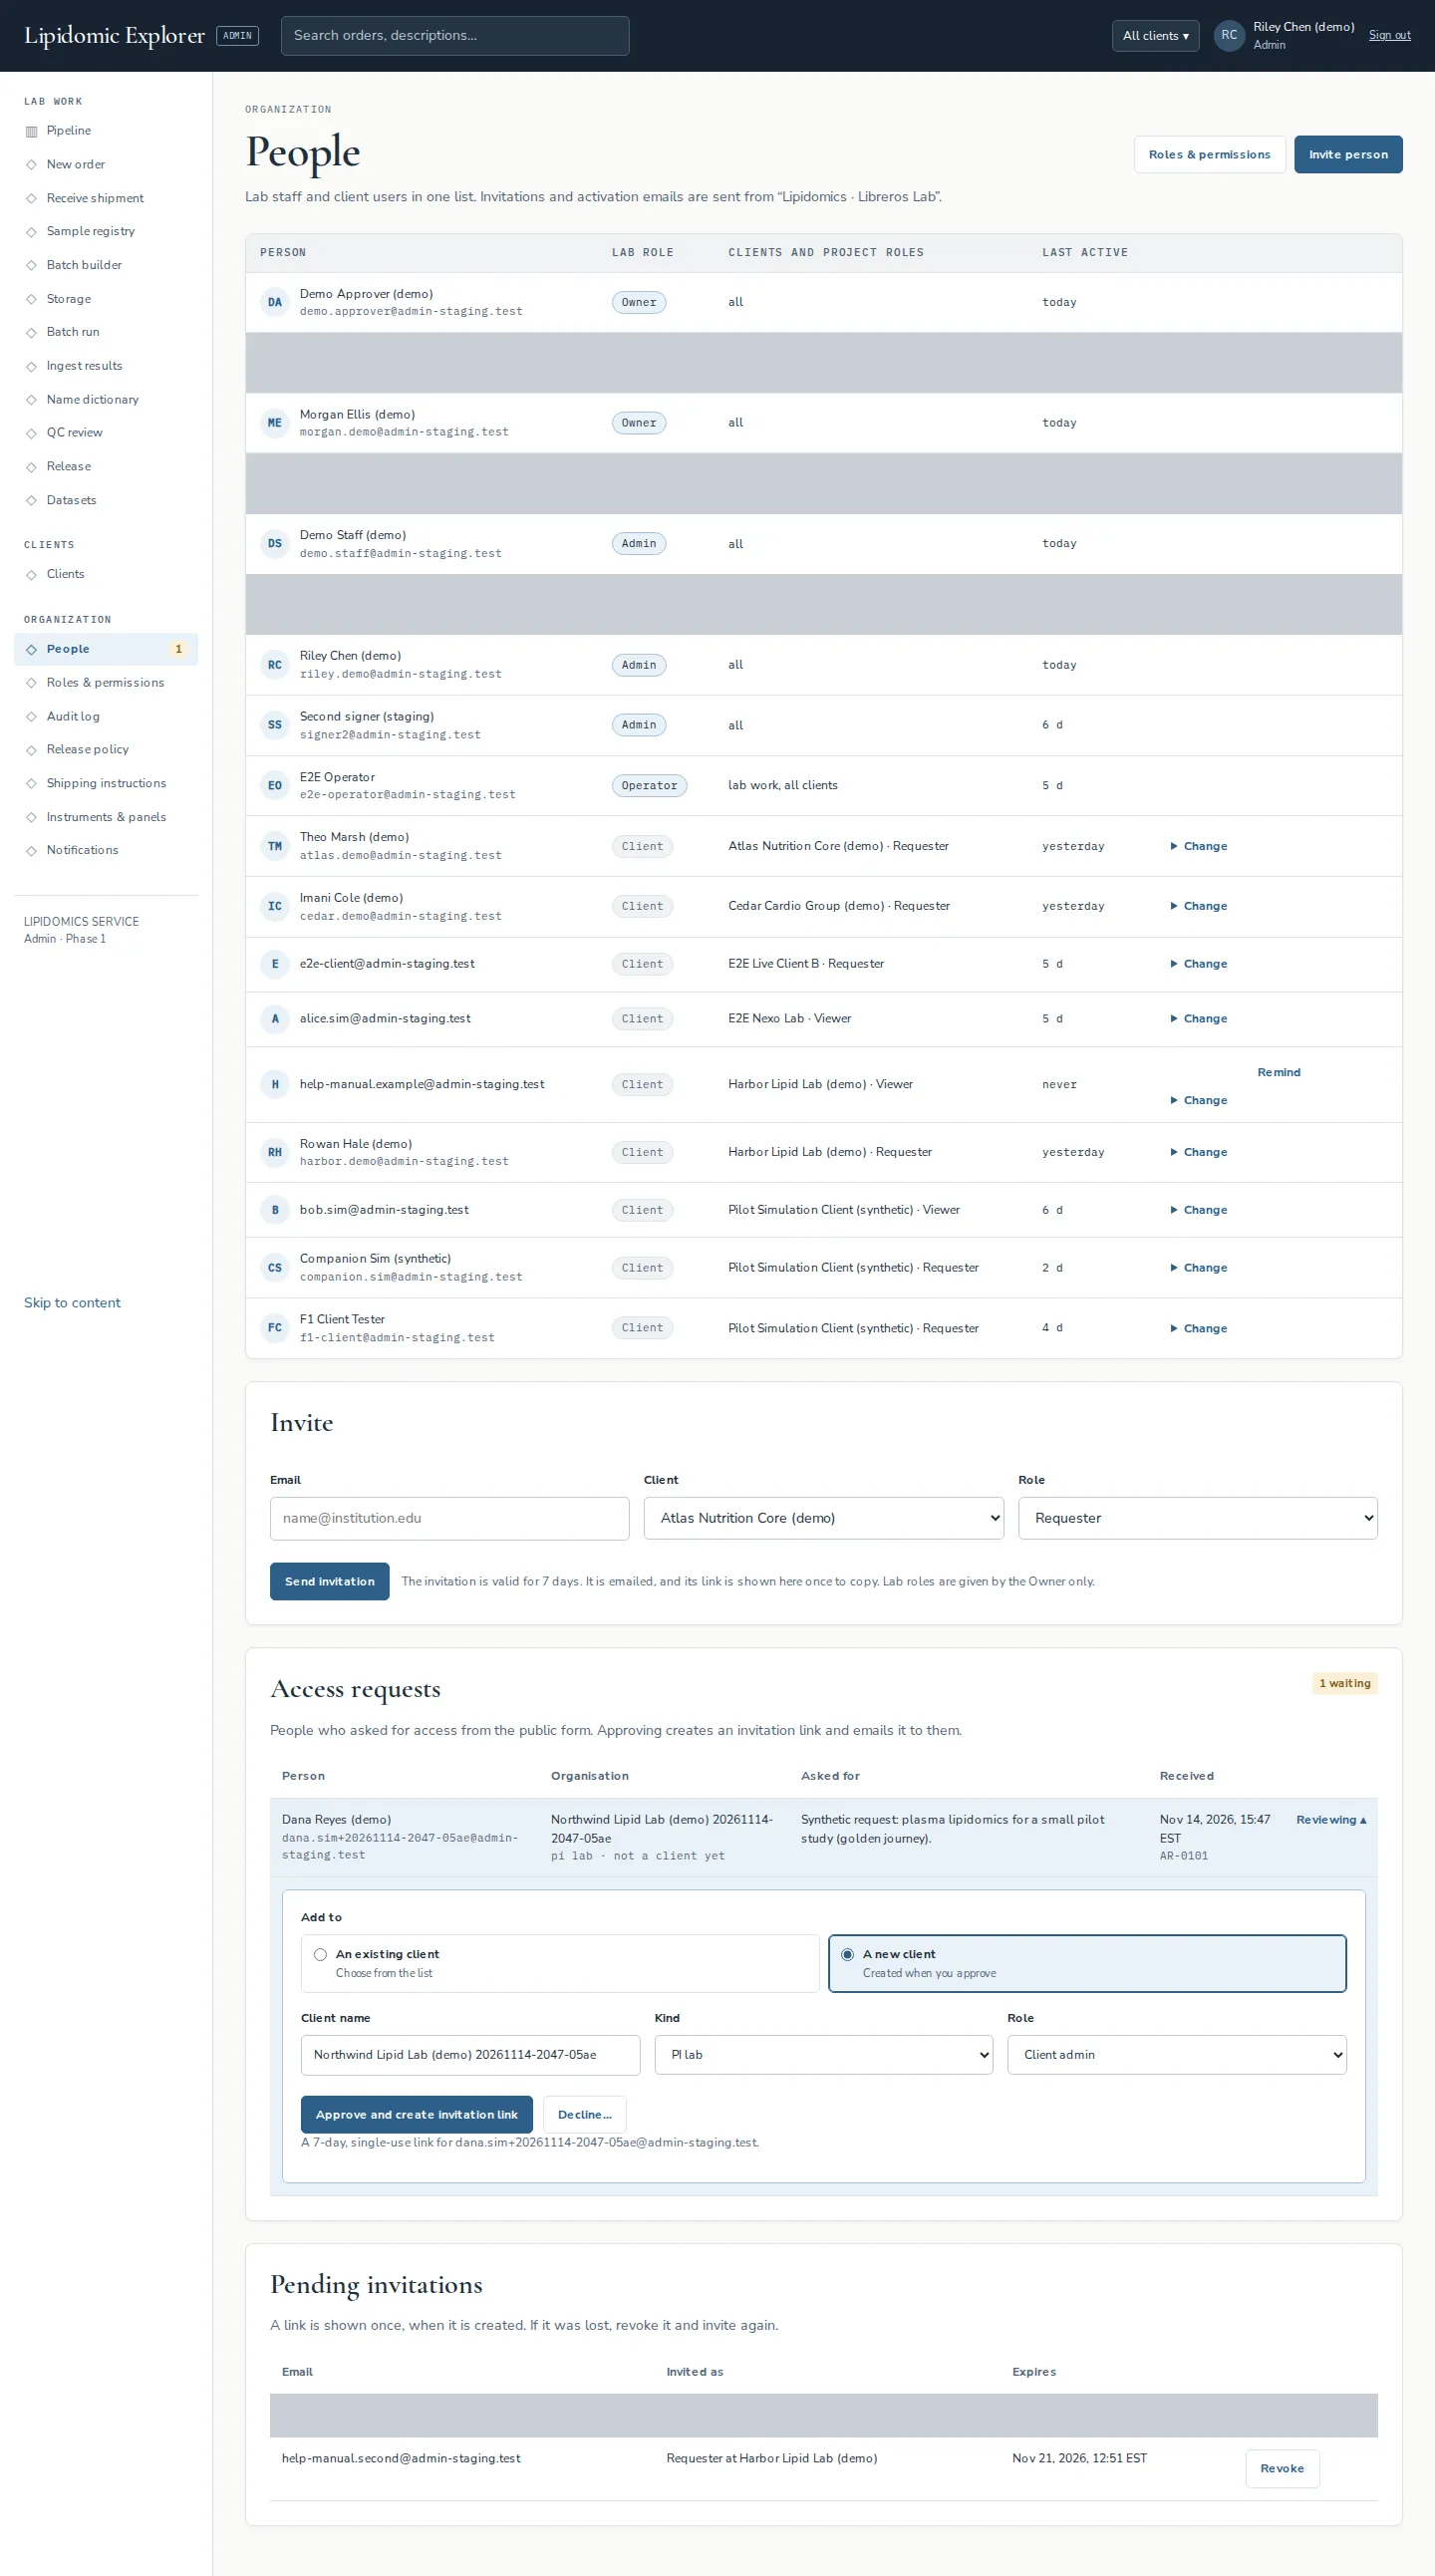 Lipidomic Explorer ADMIN
Search orders, descriptions...
All clients ▾
RC
Riley Chen (demo)
Admin
Sign out
LAB WORK
Pipeline
New order
Receive shipment
Sample registry
Batch builder
Storage
Batch run
Ingest results
Name dictionary
QC review
Release
Datasets
CLIENTS
Clients
ORGANIZATION
People 1
Roles & permissions
Audit log
Release policy
Shipping instructions
Instruments & panels
Notifications
LIPIDOMICS SERVICE
Admin · Phase 1
Skip to content
ORGANIZATION
People
Roles & permissions
Invite person
Lab staff and client users in one list. Invitations and activation emails are sent from “Lipidomics · Libreros Lab”.
PERSON LAB ROLE CLIENTS AND PROJECT ROLES LAST ACTIVE
DA Demo Approver (demo) Owner all today
demo.approver@admin-staging.test
ME Morgan Ellis (demo) Owner all today
morgan.demo@admin-staging.test
DS Demo Staff (demo) Admin all today
demo.staff@admin-staging.test
RC Riley Chen (demo) Admin all today
riley.demo@admin-staging.test
SS Second signer (staging) Admin all 6 d
signer2@admin-staging.test
EO E2E Operator Operator lab work, all clients 5 d
e2e-operator@admin-staging.test
TM Theo Marsh (demo) Client Atlas Nutrition Core (demo) · Requester yesterday ▶ Change
atlas.demo@admin-staging.test
IC Imani Cole (demo) Client Cedar Cardio Group (demo) · Requester yesterday ▶ Change
cedar.demo@admin-staging.test
E e2e-client@admin-staging.test Client E2E Live Client B · Requester 5 d ▶ Change
A alice.sim@admin-staging.test Client E2E Nexo Lab · Viewer 5 d ▶ Change
Remind
H help-manual.example@admin-staging.test Client Harbor Lipid Lab (demo) · Viewer never
▶ Change
RH Rowan Hale (demo) Client Harbor Lipid Lab (demo) · Requester yesterday ▶ Change
harbor.demo@admin-staging.test
B bob.sim@admin-staging.test Client Pilot Simulation Client (synthetic) · Viewer 6 d ▶ Change
CS Companion Sim (synthetic) Client Pilot Simulation Client (synthetic) · Requester 2 d ▶ Change
companion.sim@admin-staging.test
FC F1 Client Tester Client Pilot Simulation Client (synthetic) · Requester 4 d ▶ Change
f1-client@admin-staging.test
Invite
Email Client Role
name@institution.edu Atlas Nutrition Core (demo) Requester
Send invitation The invitation is valid for 7 days. It is emailed, and its link is shown here once to copy. Lab roles are given by the Owner only.
Access requests
1 waiting
People who asked for access from the public form. Approving creates an invitation link and emails it to them.
Person Organisation Asked for Received
Dana Reyes (demo) Northwind Lipid Lab (demo) 20261114- Synthetic request: plasma lipidomics for a small pilot Nov 14, 2026, 15:47 Reviewing ▴
dana.sim+20261114-2047-05ae@admin- 2047-05ae study (golden journey). EST
staging.test pi lab · not a client yet AR-0101
Add to
An existing client A new client
Choose from the list Created when you approve
Client name Kind Role
Northwind Lipid Lab (demo) 20261114-2047-05ae PI lab Client admin
Approve and create invitation link Decline...
A 7-day, single-use link for dana.sim+20261114-2047-05ae@admin-staging.test.
Pending invitations
A link is shown once, when it is created. If it was lost, revoke it and invite again.
Email Invited as Expires
help-manual.second@admin-staging.test Requester at Harbor Lipid Lab (demo) Nov 21, 2026, 12:51 EST Revoke